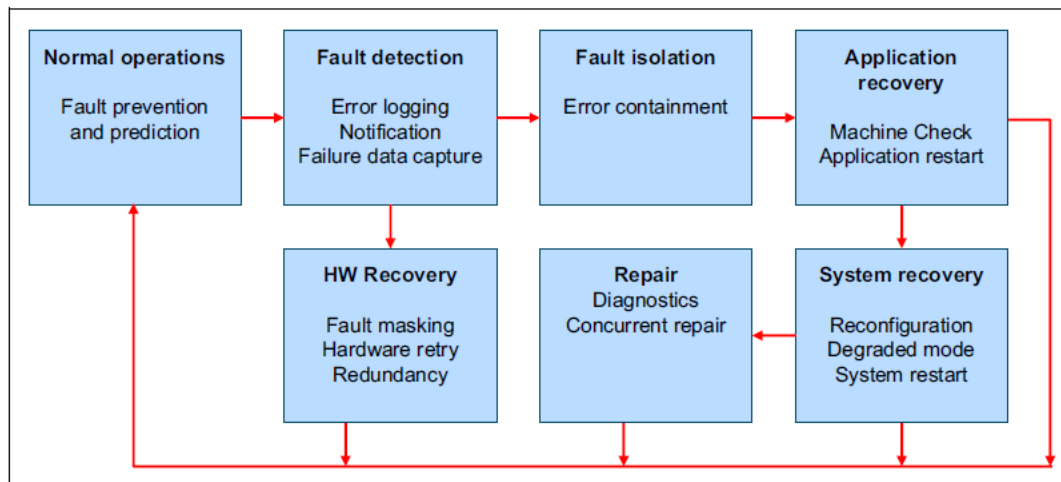 Normal operations
Fault prevention
and prediction
Fault detection
Error logging
Notification
Failure data capture
Fault isolation
Error containment
Application
recovery
Machine Check
Application restart
HW Recovery
Fault masking
Hardware retry
Redundancy
Repair
Diagnostics
Concurrent repair
System recovery
Reconfiguration
Degraded mode
System restart